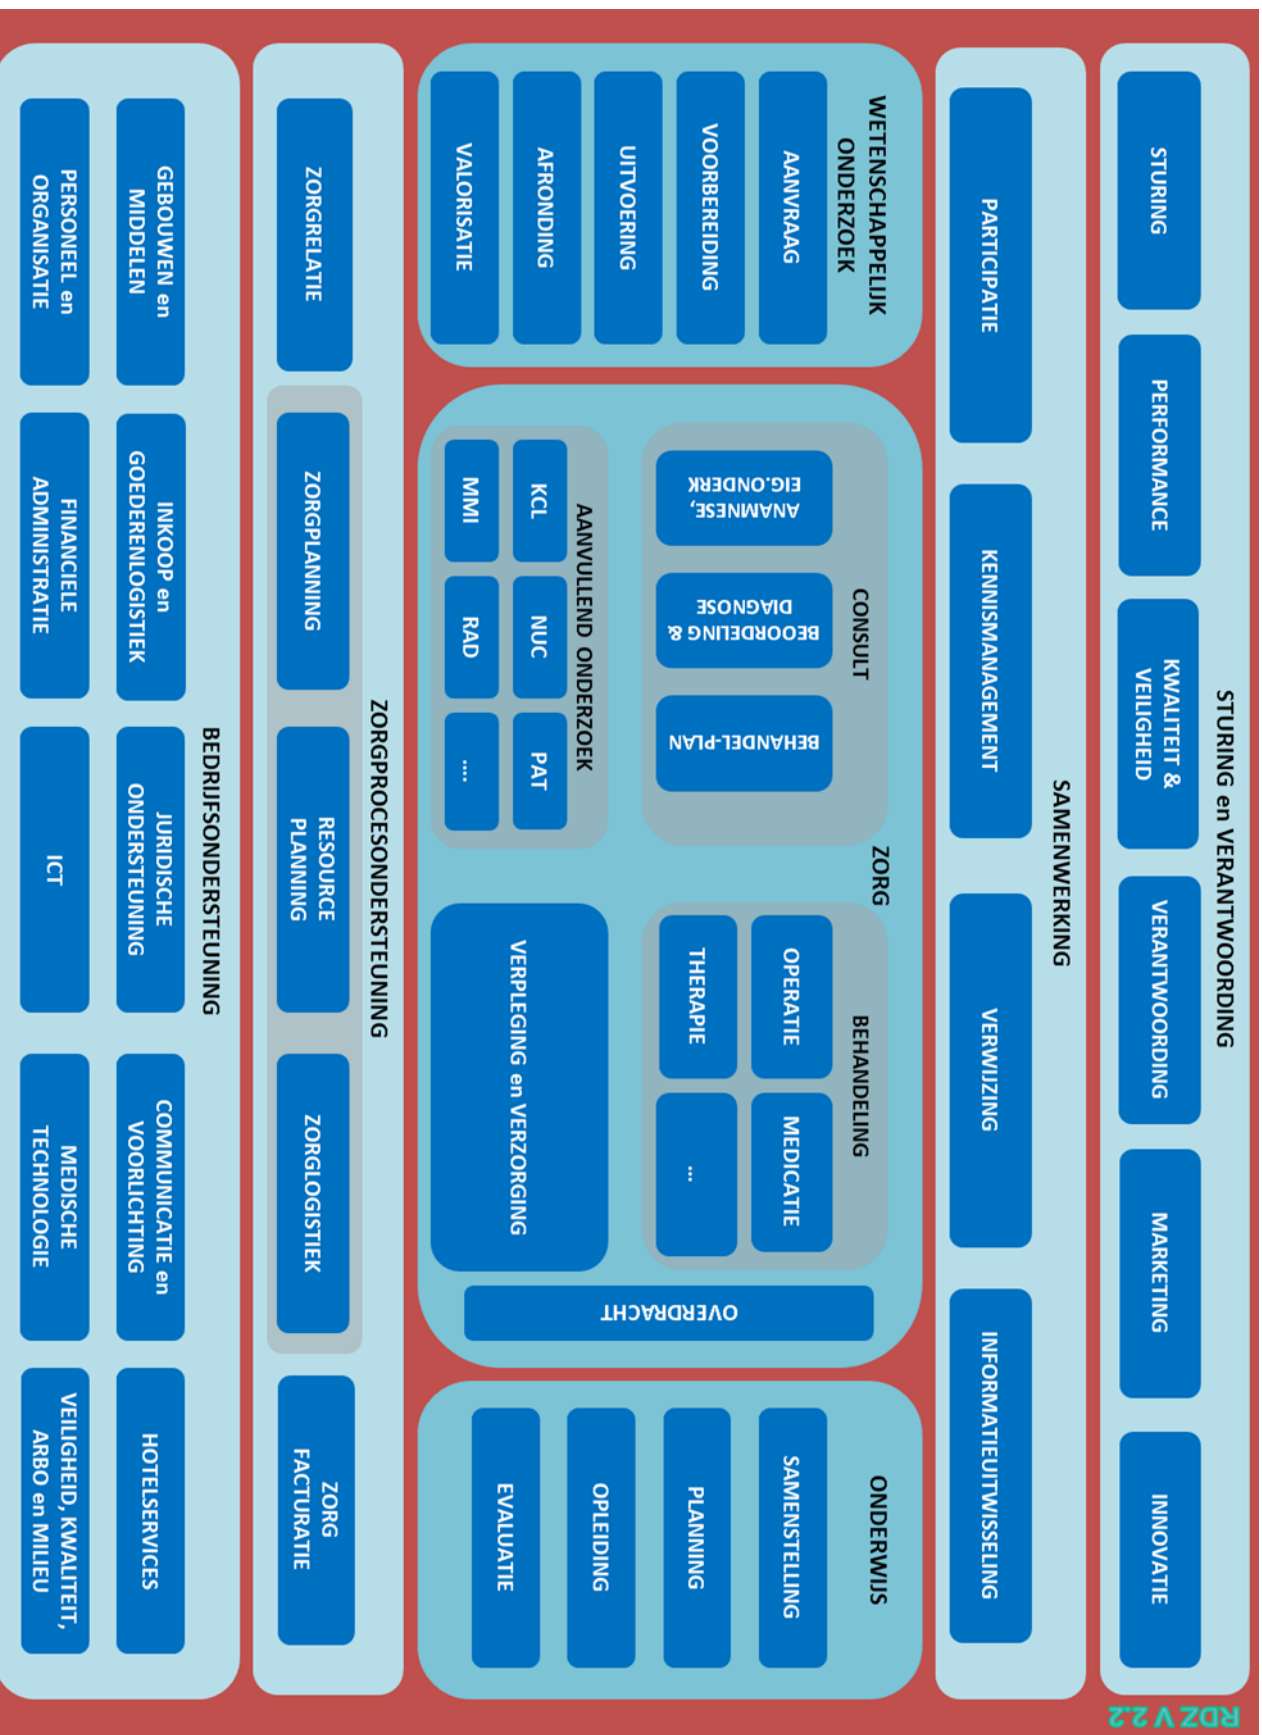 STURING en VERANTWOORDING
STURING
PERFORMANCE
KWALITEIT &
VEILIGHEID
VERANTWOORDING
MARKETING
INNOVATIE
SAMENWERKING
PARTICIPATIE
KENNISMANAGEMENT
VERWIJZING
INFORMATIEUITWISSELING
WETENSCHAPPELIJK
ONDERZOEK
AANVRAAG
VOORBEREIDING
UITVOERING
AFRONDING
VALORISATIE
ZORG
CONSULT
ANAMNESE,
EIG.ONDERK
BEOORDELING &
DIAGNOSE
BEHANDEL-PLAN
AANVULLEND ONDERZOEK
KCL
NUC
PAT
MMI
RAD
....
BEHANDELING
OPERATIE
MEDICATIE
THERAPIE
...
VERPLEGING en VERZORGING
OVERDRACHT
ONDERWIJS
SAMENSTELLING
PLANNING
OPLEIDING
EVALUATIE
ZORGPROCESONDERSTEUNING
ZORGRELATIE
ZORGPLANNING
RESOURCE
PLANNING
ZORGLOGISTIEK
ZORG
FACTURATIE
BEDRIJFSONDERSTEUNING
GEBOUWEN en
MIDDELEN
INKOOP en
GOEDERENLOGISTIEK
JURIDISCHE
ONDERSTEUNING
COMMUNICATIE en
VOORLICHTING
HOTELSERVICES
PERSONEEL en
ORGANISATIE
FINANCIELE
ADMINISTRATIE
ICT
MEDISCHE
TECHNOLOGIE
VEILIGHEID, KWALITEIT,
ARBO en MILIEU
RDZ V 2.2